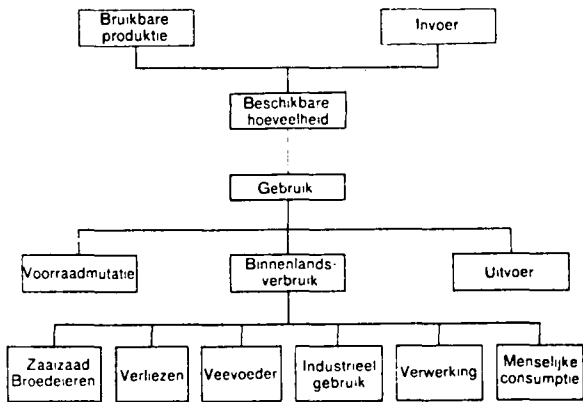 Bruikbare
produktie
Invoer
Beschikbare
hoeveelheid
Gebruik
Voorraadmutatie
Binnenlands-
verbruik
Uitvoer
Zaaizaad
Broedeieren
Verliezen
Veevoeder
Industrieel
gebruik
Verwerking
Menselijke
consumptie